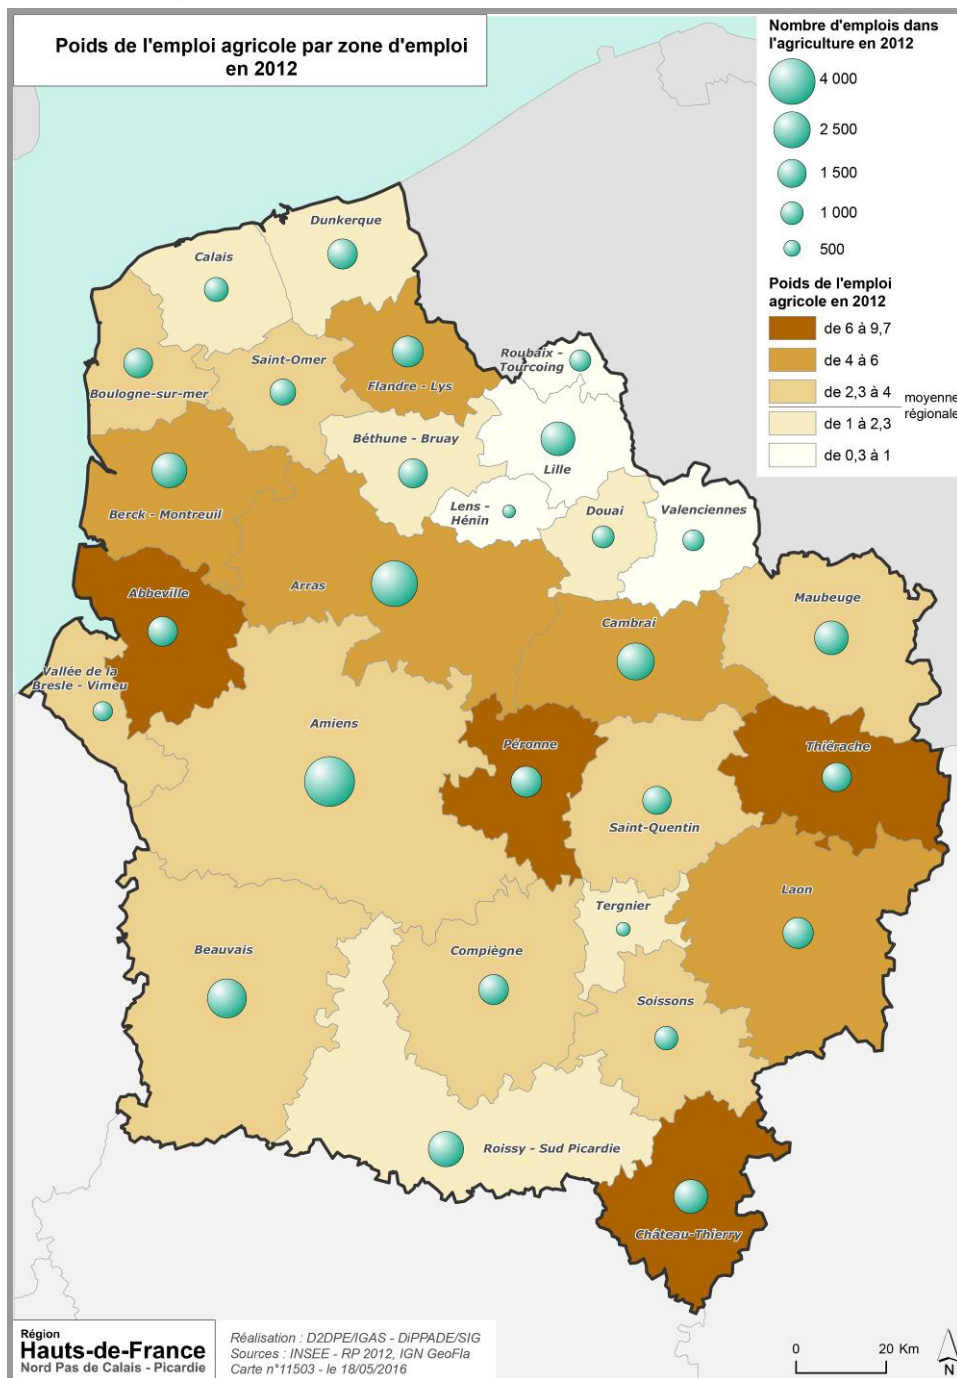 Poids de l'emploi agricole par zone d'emploi
en 2012
Nombre d'emplois dans
l'agriculture en 2012
4 000
2 500
1 500
1 000
500
Poids de l'emploi
agricole en 2012
de 6 à 9,7
de 4 à 6
de 2,3 à 4
moyenne
régionale
de 1 à 2,3
de 0,3 à 1
Dunkerque
Calais
Saint-Omer
Boulogne-sur-mer
Flandre - Lys
Roubaix -
Tourcoing
Béthune - Bruay
Lille
Berck - Montreuil
Lens -
Hénin
Douai
Valenciennes
Arras
Abbeville
Cambrai
Maubeuge
Vallée de la
Bresle - Vimeu
Amiens
Péronne
Thiérache
Saint-Quentin
Laon
Tergnier
Beauvais
Compiègne
Soissons
Roissy - Sud Picardie
Château-Thierry
Région
Hauts-de-France
Nord Pas de Calais - Picardie
Réalisation : D2DPE/IGAS - DiPPADE/SIG
Sources : INSEE - RP 2012, IGN GeoFla
Carte n°11503 - le 18/05/2016
0 20 Km
N